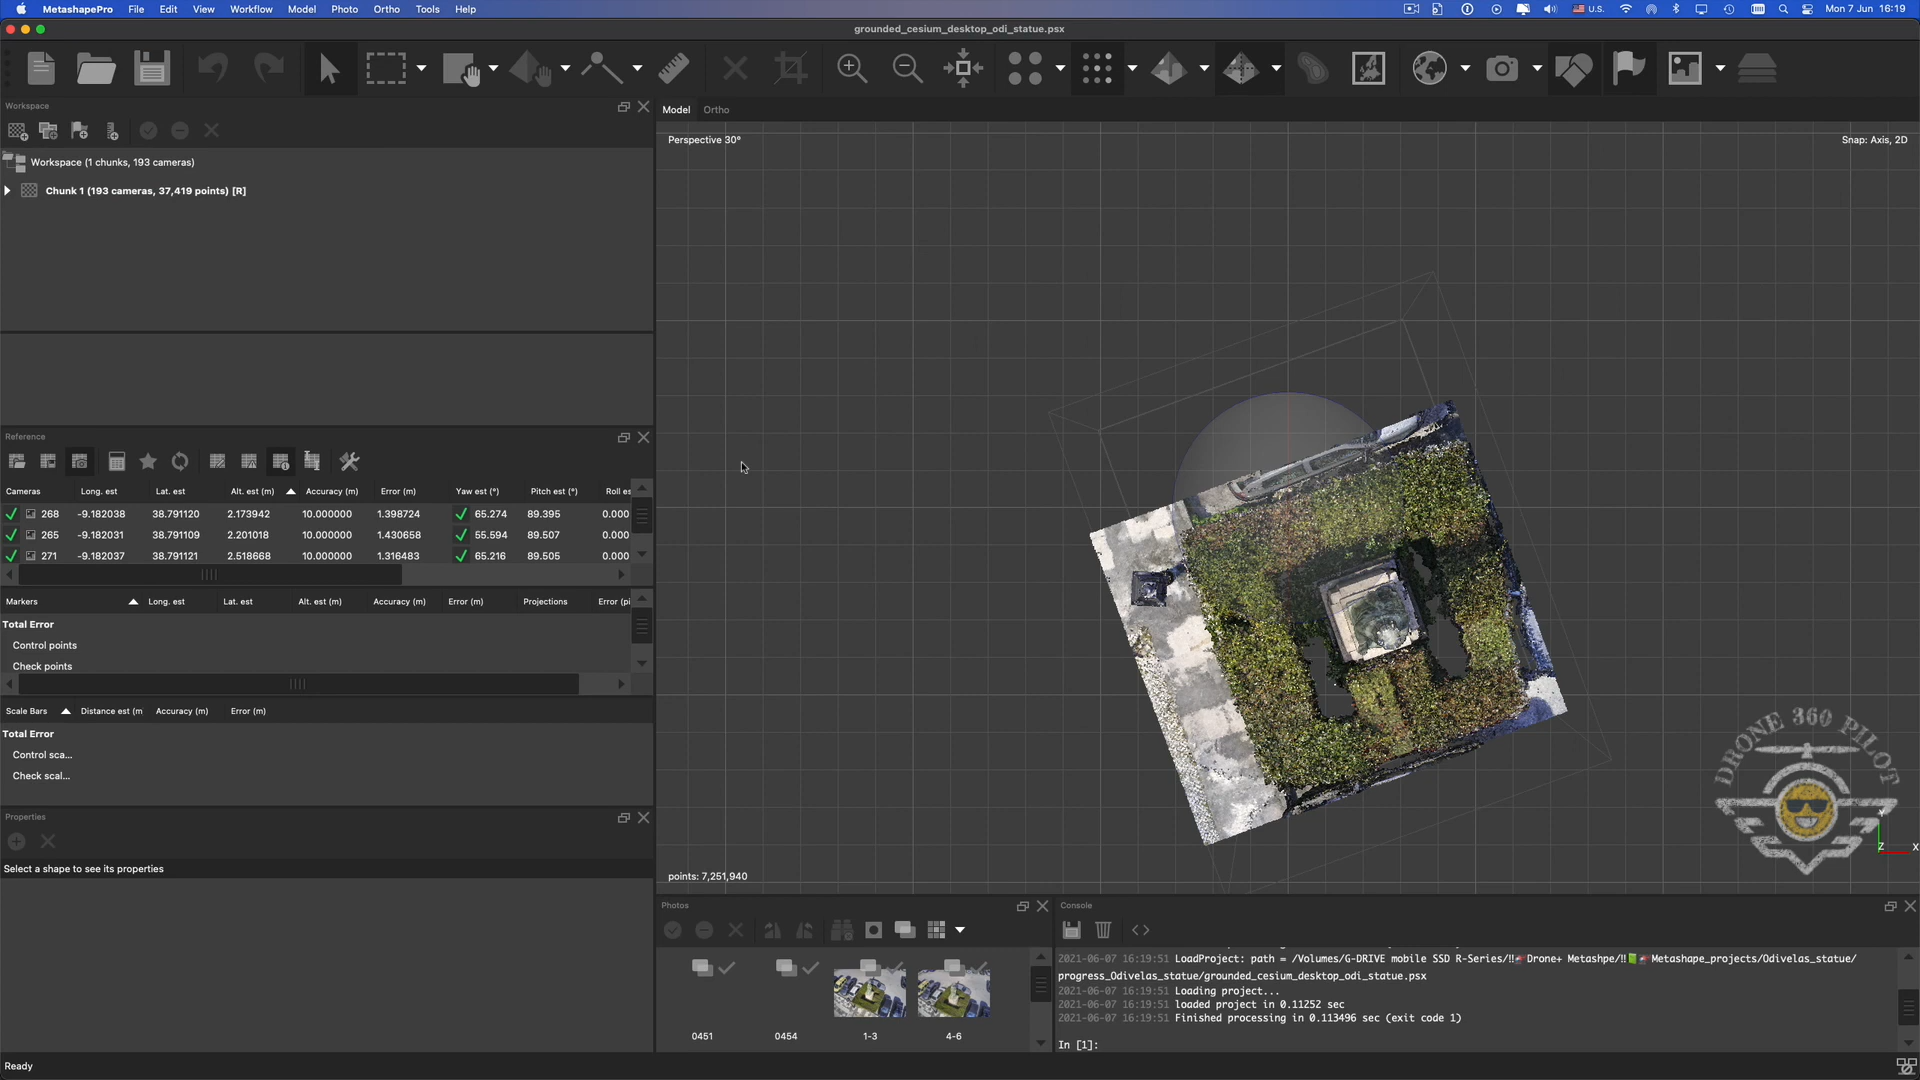 MetashapePro File Edit View Workflow Model Photo Ortho Tools Help U.S. Mon 7 Jun 16:19
grounded_cesium_desktop_odi_statue.psx
Workspace
Model Ortho
Perspective 30°
Snap: Axis, 2D
Workspace (1 chunks, 193 cameras)
Chunk 1 (193 cameras, 37,419 points) [R]
Reference
Cameras Long. est Lat. est Alt. est (m) Accuracy (m) Error (m) Yaw est (°) Pitch est (°) Roll es
268 -9.182038 38.791120 2.173942 10.000000 1.398724 65.274 89.395 0.000
265 -9.182031 38.791109 2.201018 10.000000 1.430658 55.594 89.507 0.000
271 -9.182037 38.791121 2.518668 10.000000 1.316483 65.216 89.505 0.000
Markers Long. est Lat. est Alt. est (m) Accuracy (m) Error (m) Projections Error (pi
Total Error
Control points
Check points
Scale Bars Distance est (m Accuracy (m) Error (m)
Total Error
Control sca...
Check scal...
Properties
Select a shape to see its properties
DRONE 360 PILOT
Y
Z X
points: 7,251,940
Photos
0451 0454 1-3 4-6
Console
2021-06-07 16:19:51 LoadProject: path = /Volumes/G-DRIVE mobile SSD R-Series/‼️🚁Drone+ Metashpe/‼️📗🚁Metashape_projects/Odivelas_statue/
progress_Odivelas_statue/grounded_cesium_desktop_odi_statue.psx
2021-06-07 16:19:51 Loading project...
2021-06-07 16:19:51 loaded project in 0.11252 sec
2021-06-07 16:19:51 Finished processing in 0.113496 sec (exit code 1)
In [1]:
Ready